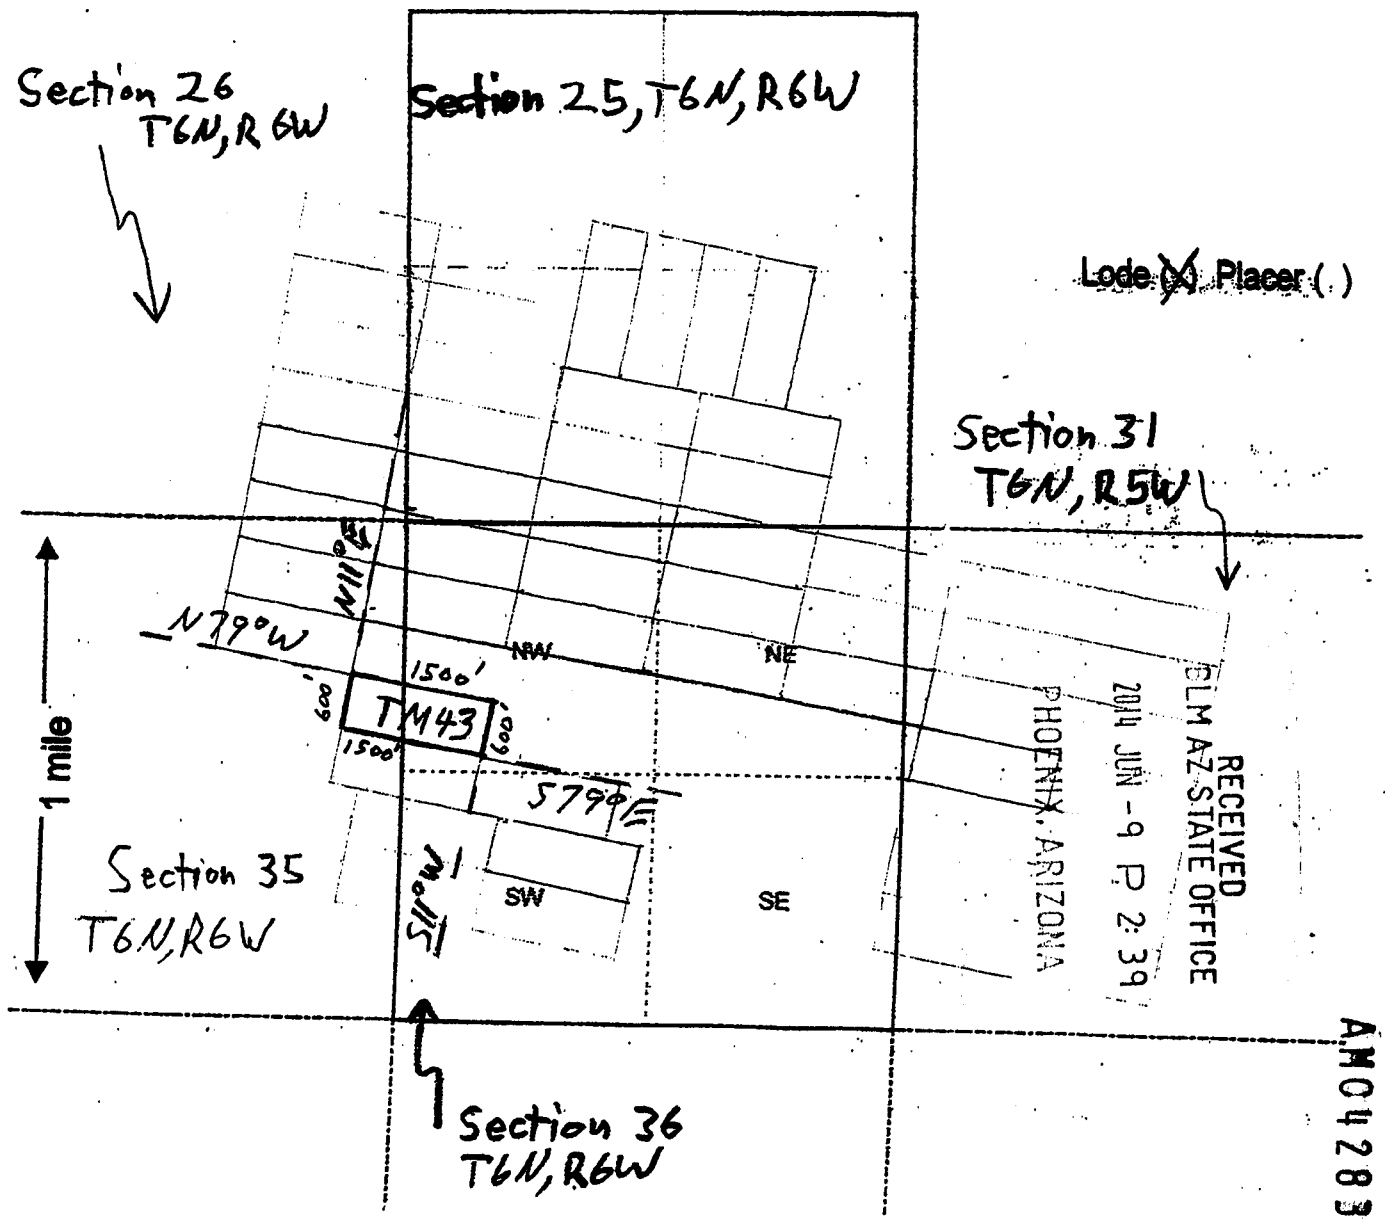 Section 26
T6N, R6W
Section 25, T6N, R6W
Lode (X) Placer ( )
Section 31
T6N, R5W
N11°E
N79°W
NW
NE
1500'
600'
TM43
600'
1500'
S79°E
1 mile
Section 35
T6N, R6W
S11°W
SW
SE
RECEIVED
BLM AZ STATE OFFICE
2014 JUN -9 P 2:39
PHOENIX, ARIZONA
Section 36
T6N, R6W
AM04283